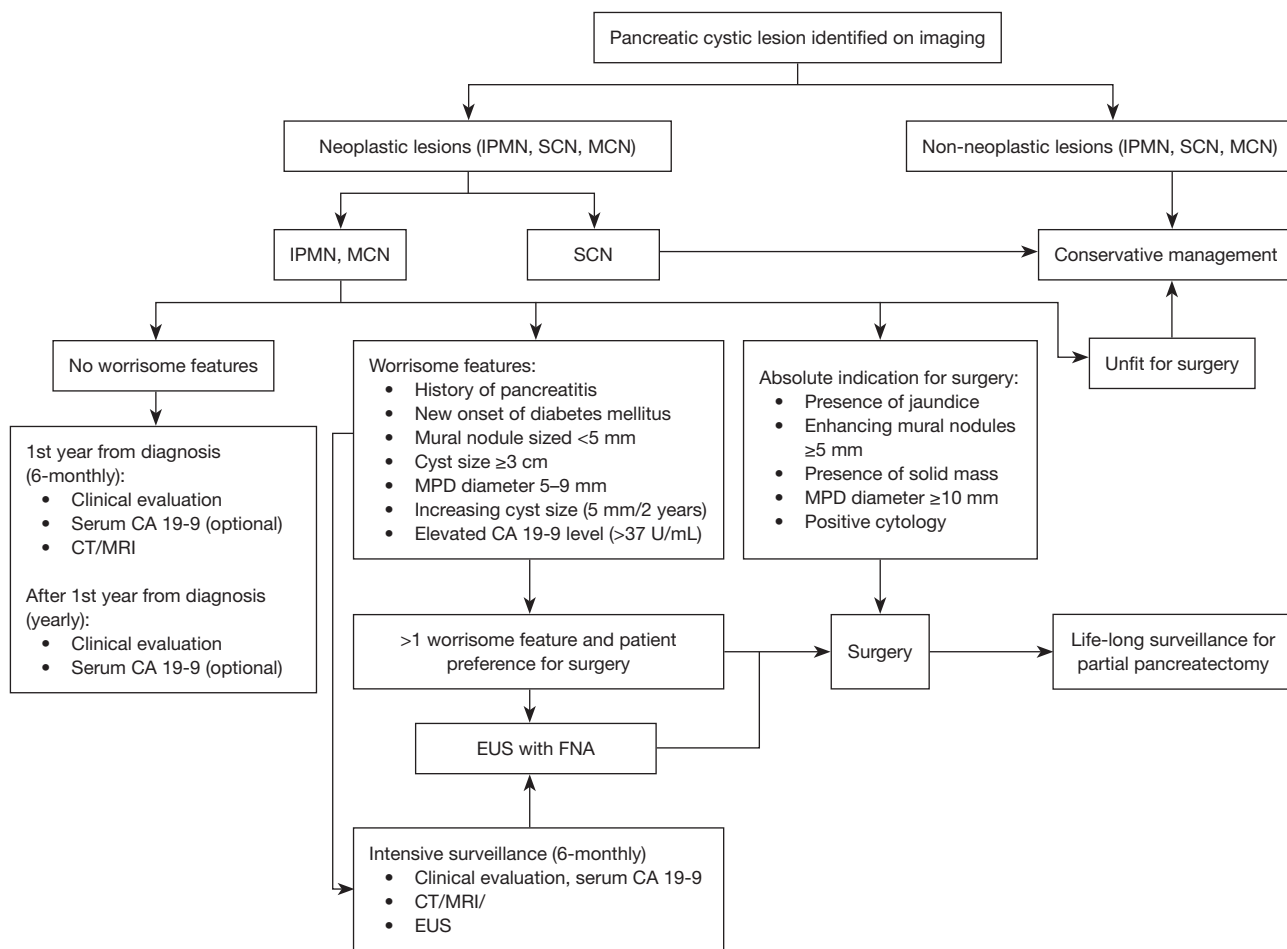 Pancreatic cystic lesion identified on imaging
Neoplastic lesions (IPMN, SCN, MCN)
Non-neoplastic lesions (IPMN, SCN, MCN)
IPMN, MCN
SCN
Conservative management
No worrisome features
Worrisome features:
• History of pancreatitis
• New onset of diabetes mellitus
• Mural nodule sized <5 mm
• Cyst size ≥3 cm
• MPD diameter 5–9 mm
• Increasing cyst size (5 mm/2 years)
• Elevated CA 19-9 level (>37 U/mL)
Absolute indication for surgery:
• Presence of jaundice
• Enhancing mural nodules
≥5 mm
• Presence of solid mass
• MPD diameter ≥10 mm
• Positive cytology
Unfit for surgery
1st year from diagnosis
(6-monthly):
• Clinical evaluation
• Serum CA 19-9 (optional)
• CT/MRI
After 1st year from diagnosis
(yearly):
• Clinical evaluation
• Serum CA 19-9 (optional)
>1 worrisome feature and patient
preference for surgery
Surgery
Life-long surveillance for
partial pancreatectomy
EUS with FNA
Intensive surveillance (6-monthly)
• Clinical evaluation, serum CA 19-9
• CT/MRI/
• EUS